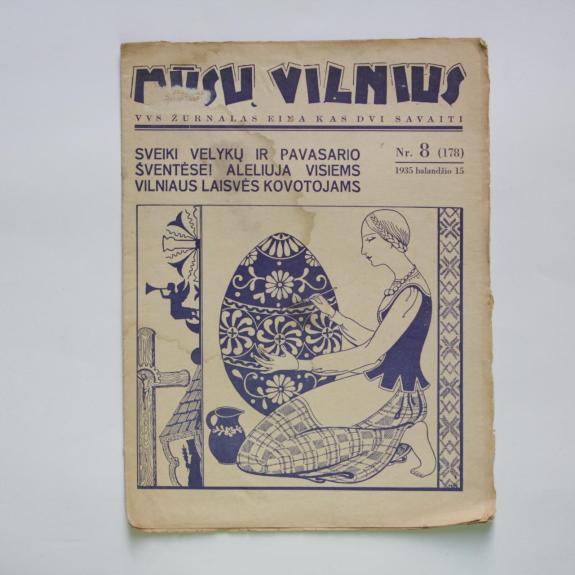 MŪSŲ VILNIUS
VVS ŽURNALAS EINA KAS DVI SAVAITI
SVEIKI VELYKŲ IR PAVASARIO
ŠVENTĖSEI ALELIUJA VISIEMS
VILNIAUS LAISVĖS KOVOTOJAMS
Nr. 8 (178)
1935 balandžio 15